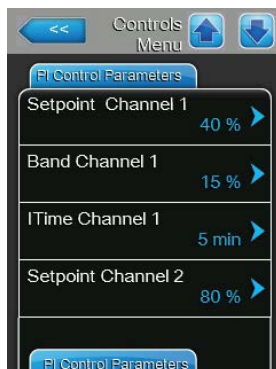 <<
Controls
Menu
PI Control Parameters
Setpoint Channel 1
40 %
Band Channel 1
15 %
ITime Channel 1
5 min
Setpoint Channel 2
80 %
PI Control Parameters